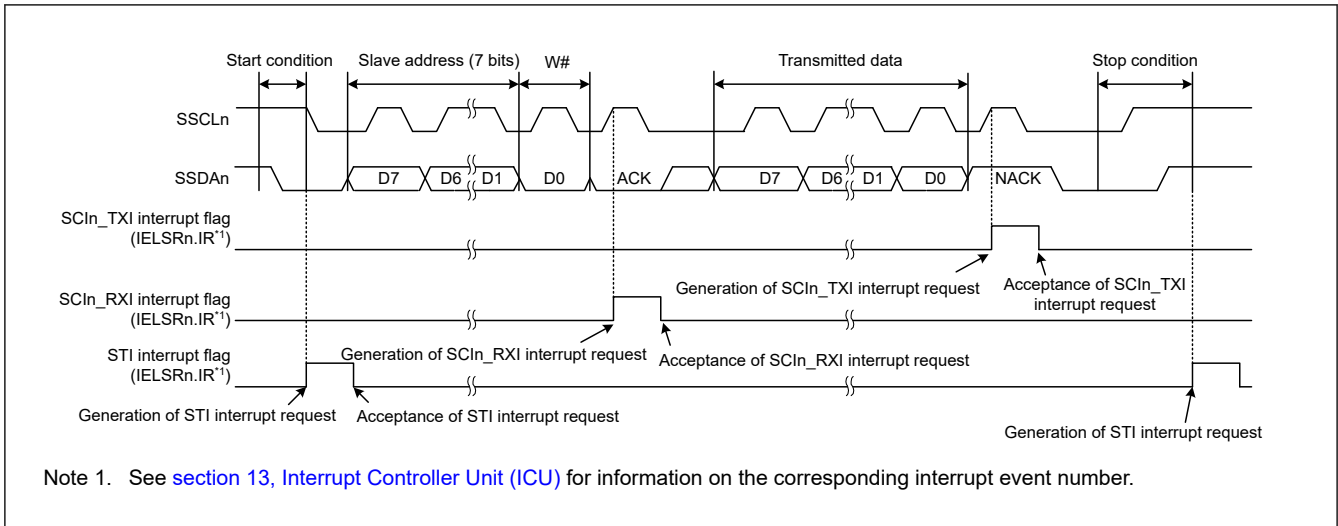 Start condition
Slave address (7 bits)
W#
Transmitted data
Stop condition
SSCLn
SSDAn
D7
D6
D1
D0
ACK
D7
D6
D1
D0
NACK
SCIn_TXI interrupt flag
(IELSRn.IR*1)
Generation of SCIn_TXI interrupt request
Acceptance of SCIn_TXI
interrupt request
SCIn_RXI interrupt flag
(IELSRn.IR*1)
Generation of SCIn_RXI interrupt request
Acceptance of SCIn_RXI interrupt request
STI interrupt flag
(IELSRn.IR*1)
Generation of STI interrupt request
Acceptance of STI interrupt request
Generation of STI interrupt request
Note 1. See section 13, Interrupt Controller Unit (ICU) for information on the corresponding interrupt event number.